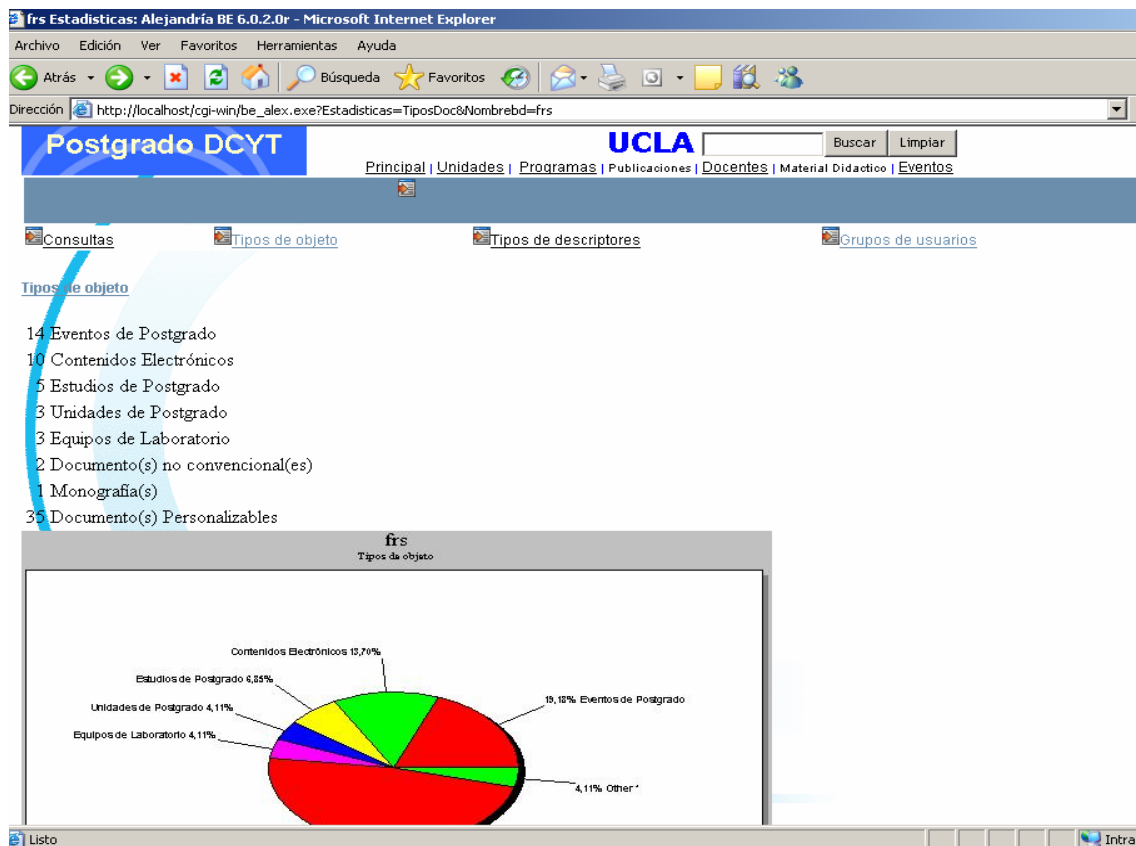 frs Estadisticas: Alejandría BE 6.0.2.0r - Microsoft Internet Explorer
Archivo Edición Ver Favoritos Herramientas Ayuda
Atrás Búsqueda Favoritos
Dirección http://localhost/cgi-win/be_alex.exe?Estadisticas=TiposDoc&Nombrebd=frs
Postgrado DCYT UCLA Buscar Limpiar
Principal | Unidades | Programas | Publicaciones | Docentes | Material Didactico | Eventos
Consultas Tipos de objeto Tipos de descriptores Grupos de usuarios
Tipos de objeto
14 Eventos de Postgrado
10 Contenidos Electrónicos
5 Estudios de Postgrado
3 Unidades de Postgrado
3 Equipos de Laboratorio
2 Documento(s) no convencional(es)
1 Monografía(s)
35 Documento(s) Personalizables
frs
Tipos de objeto
Contenidos Electrónicos 13,70%
Estudios de Postgrado 6,85%
19,18% Eventos de Postgrado
Unidades de Postgrado 4,11%
Equipos de Laboratorio 4,11%
4,11% Other *
Listo Intra